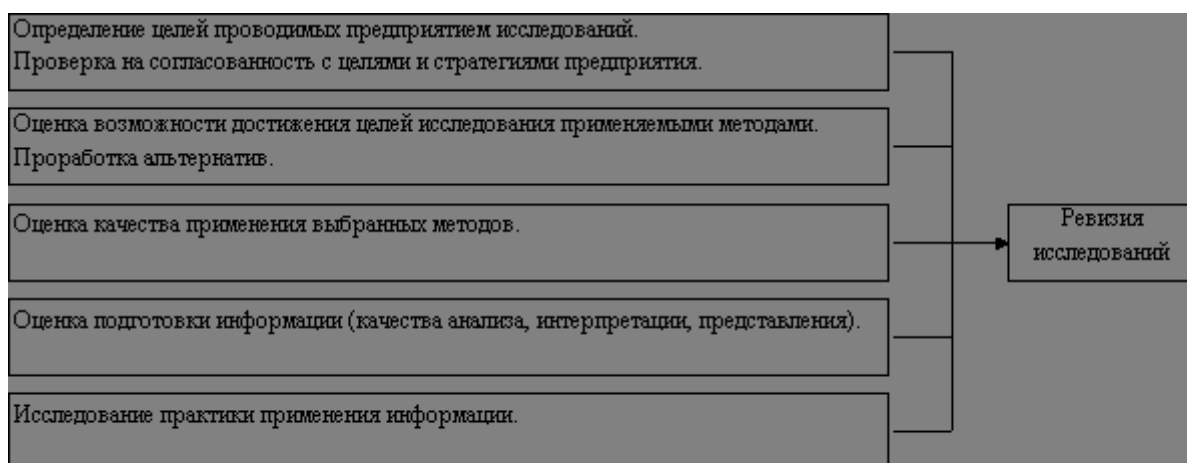 Определение целей проводимых предприятием исследований.
Проверка на согласованность с целями и стратегиями предприятия.
Оценка возможности достижения целей исследования применяемыми методами.
Проработка альтернатив.
Оценка качества применения выбранных методов.
Оценка подготовки информации (качества анализа, интерпретации, представления).
Исследование практики применения информации.
Ревизия
исследований